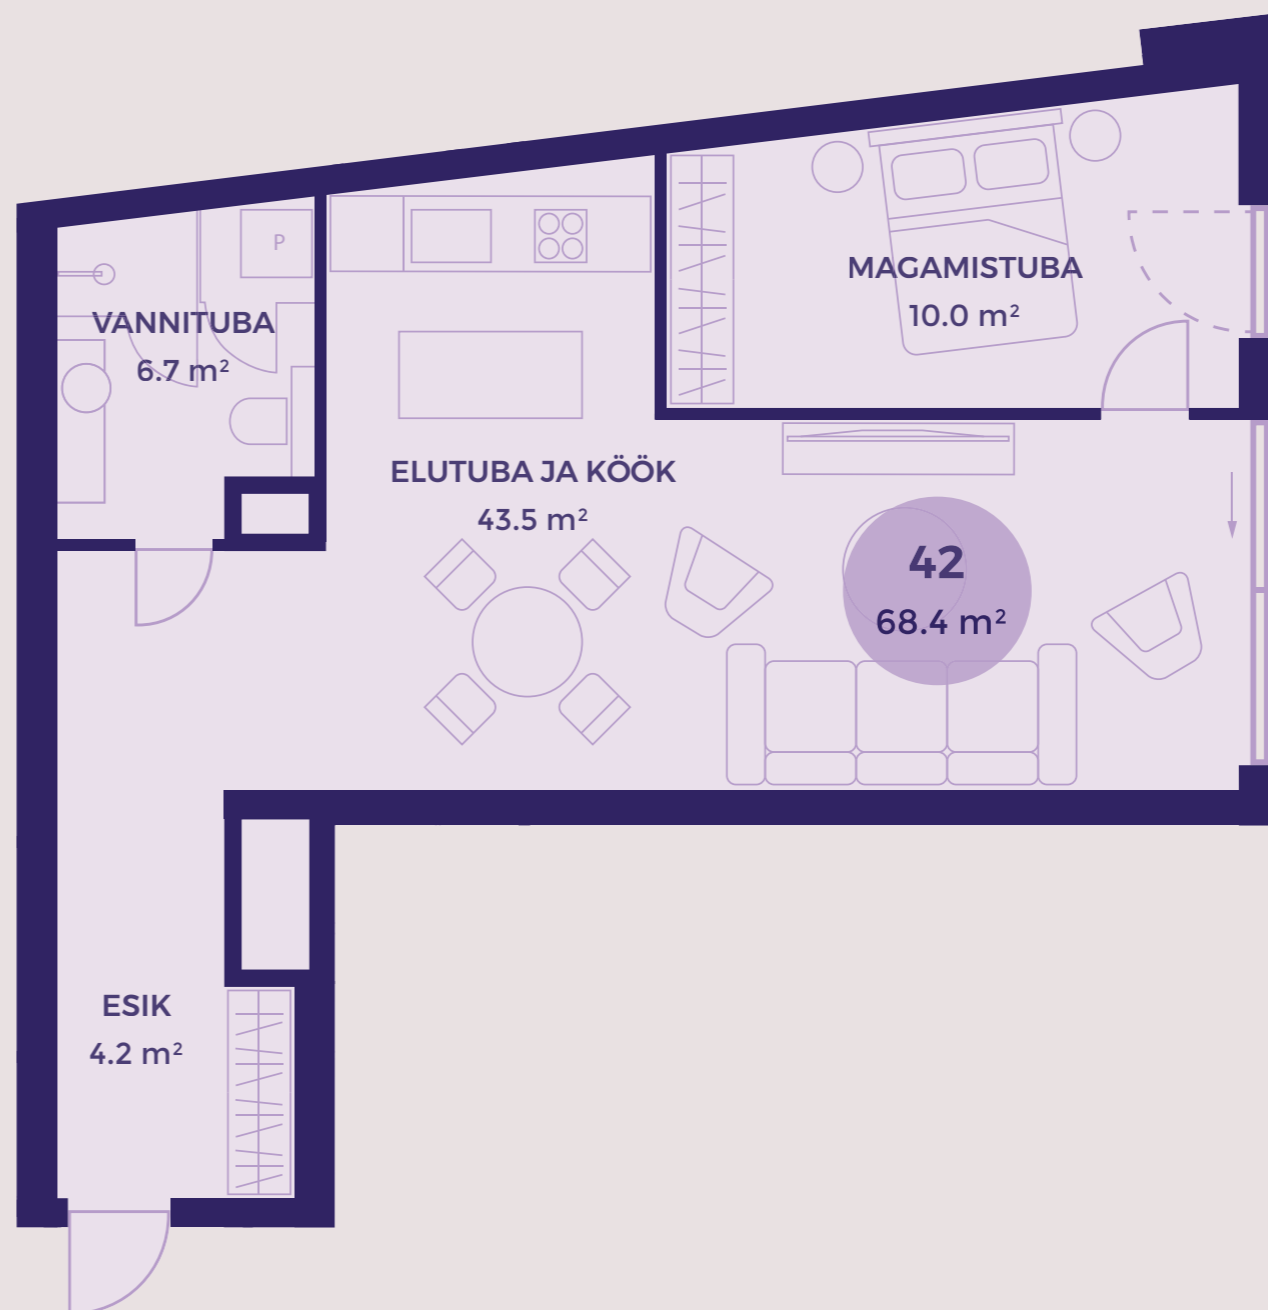 P
VANNITUBA
6.7 m²
MAGAMISTUBA
10.0 m²
ELUTUBA JA KÖÖK
43.5 m²
42
68.4 m²
ESIK
4.2 m²